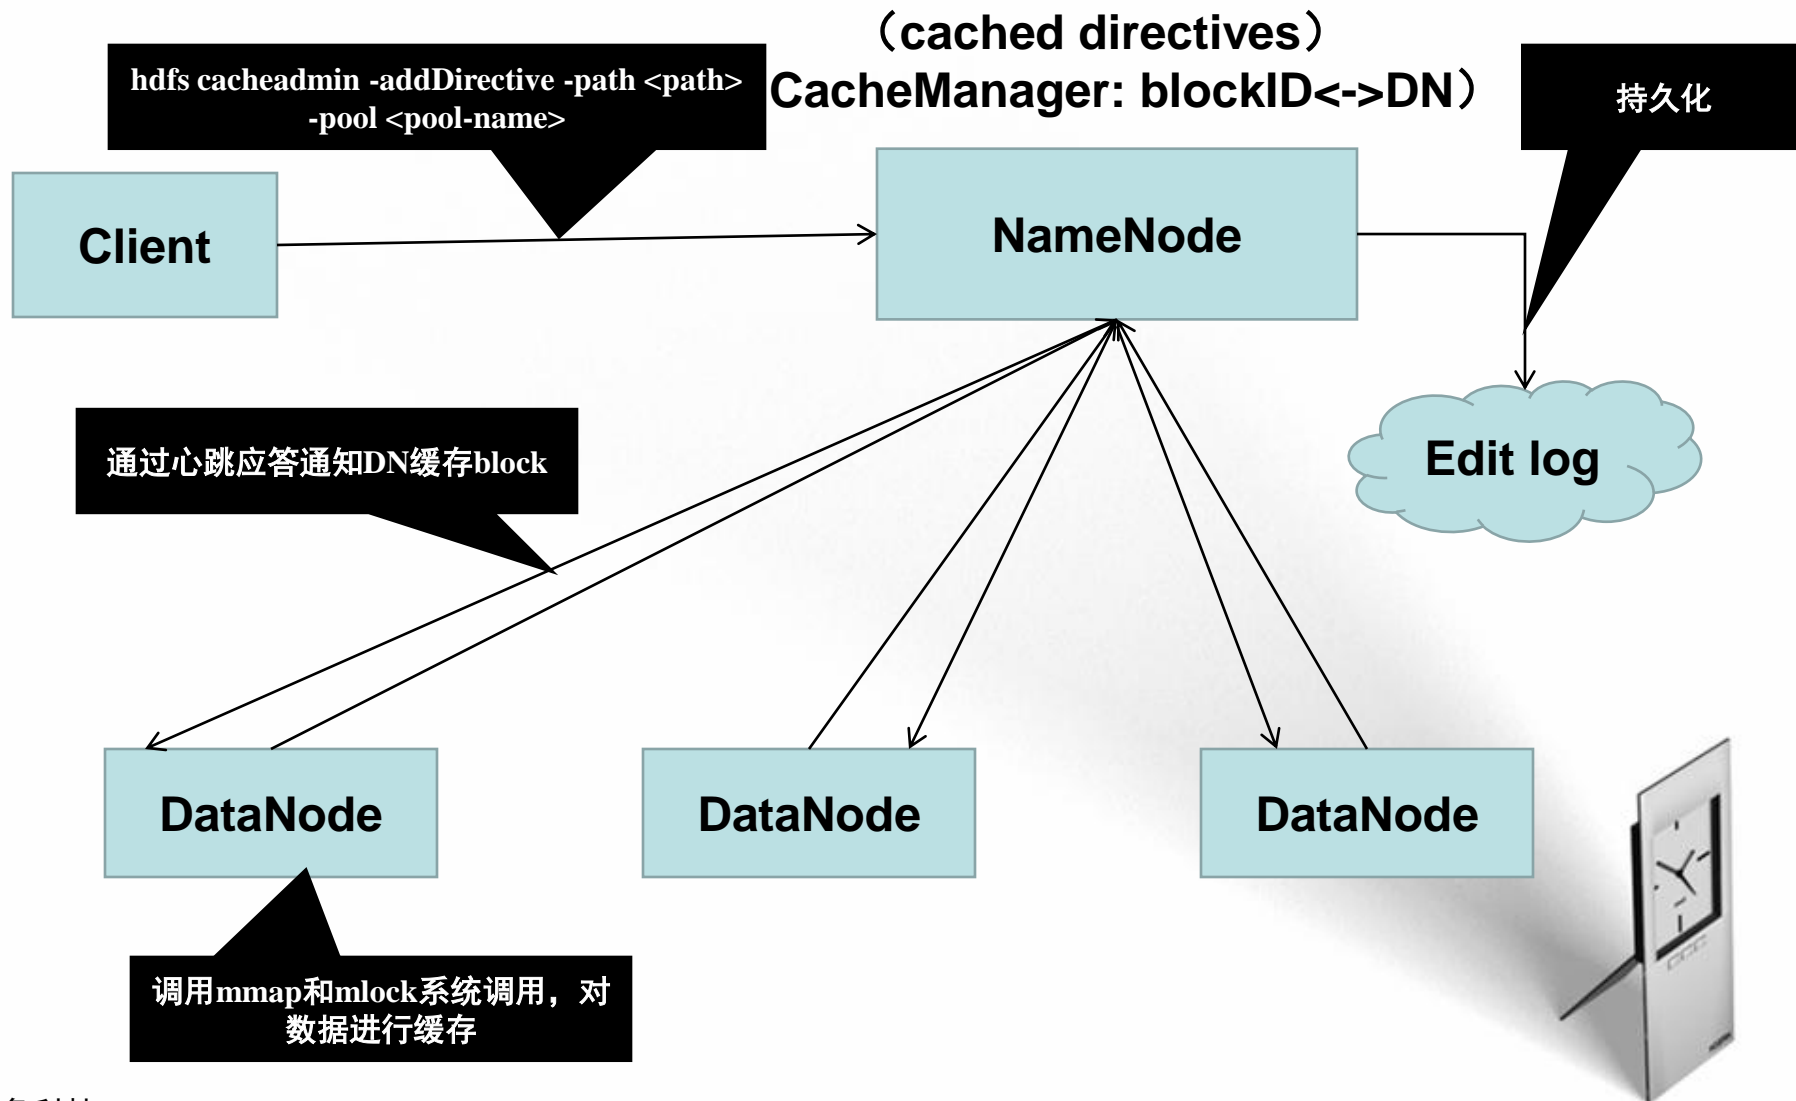 （cached directives）
hdfs cacheadmin -addDirective -path <path>
-pool <pool-name>
CacheManager: blockID<->DN）
持久化
Client
NameNode
通过心跳应答通知DN缓存block
Edit log
DataNode
DataNode
DataNode
调用mmap和mlock系统调用，对
数据进行缓存